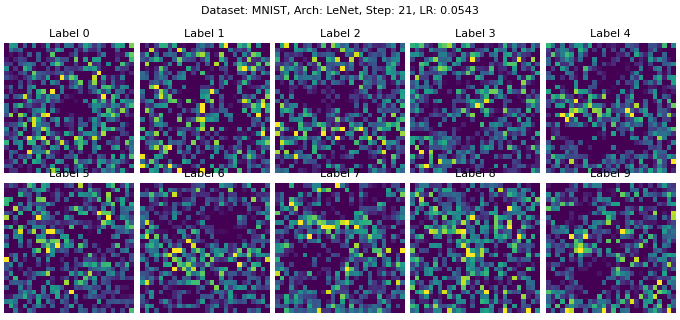 Dataset: MNIST, Arch: LeNet, Step: 21, LR: 0.0543
Label 0 Label 1 Label 2 Label 3 Label 4
Label 5 Label 6 Label 7 Label 8 Label 9